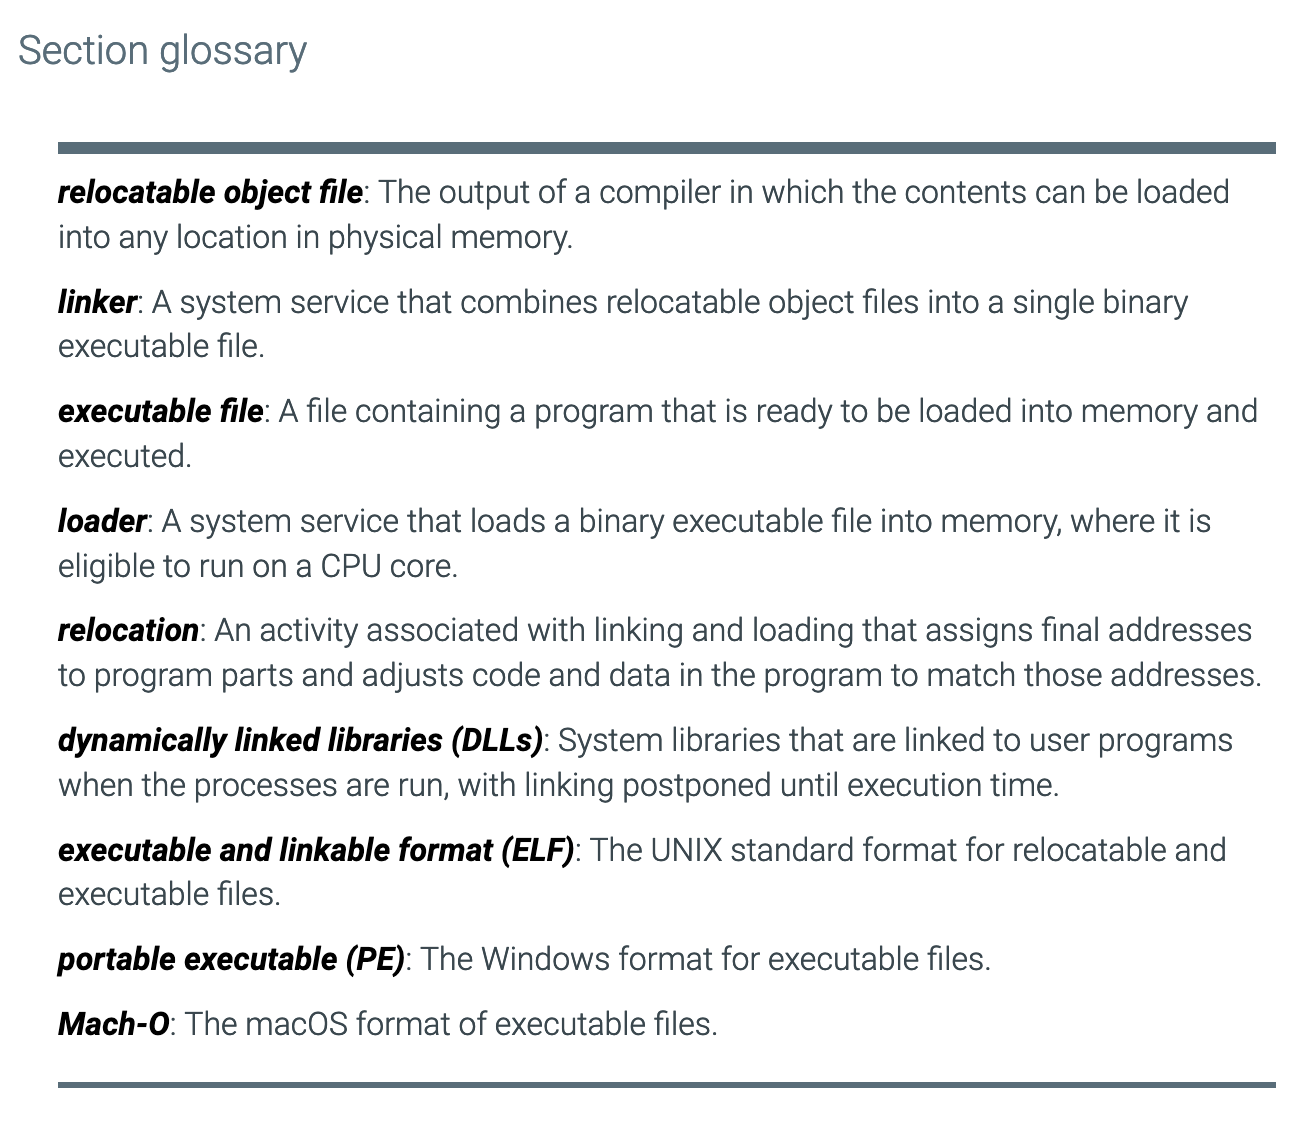 Section glossary
relocatable object file: The output of a compiler in which the contents can be loaded
into any location in physical memory.
linker: A system service that combines relocatable object files into a single binary
executable file.
executable file: A file containing a program that is ready to be loaded into memory and
executed.
loader: A system service that loads a binary executable file into memory, where it is
eligible to run on a CPU core.
relocation: An activity associated with linking and loading that assigns final addresses
to program parts and adjusts code and data in the program to match those addresses.
dynamically linked libraries (DLLs): System libraries that are linked to user programs
when the processes are run, with linking postponed until execution time.
executable and linkable format (ELF): The UNIX standard format for relocatable and
executable files.
portable executable (PE): The Windows format for executable files.
Mach-O: The macOS format of executable files.